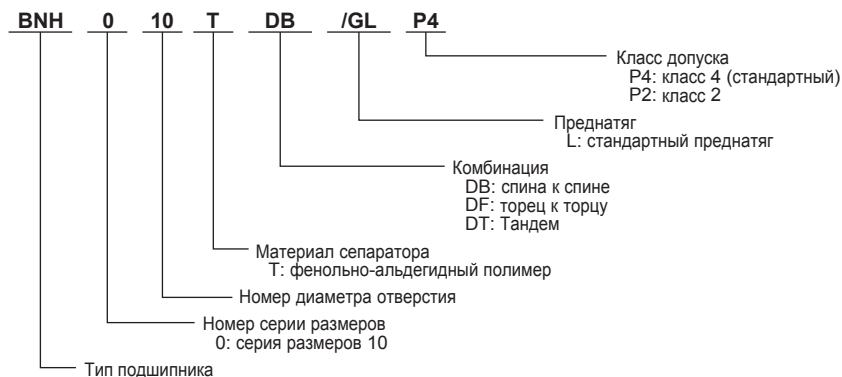 BNH 0 10 T DB /GL P4
Класс допуска
P4: класс 4 (стандартный)
P2: класс 2
Преднатяг
L: стандартный преднатяг
Комбинация
DB: спина к спине
DF: торец к торцу
DT: Тандем
Материал сепаратора
T: фенольно-альдегидный полимер
Номер диаметра отверстия
Номер серии размеров
0: серия размеров 10
Тип подшипника